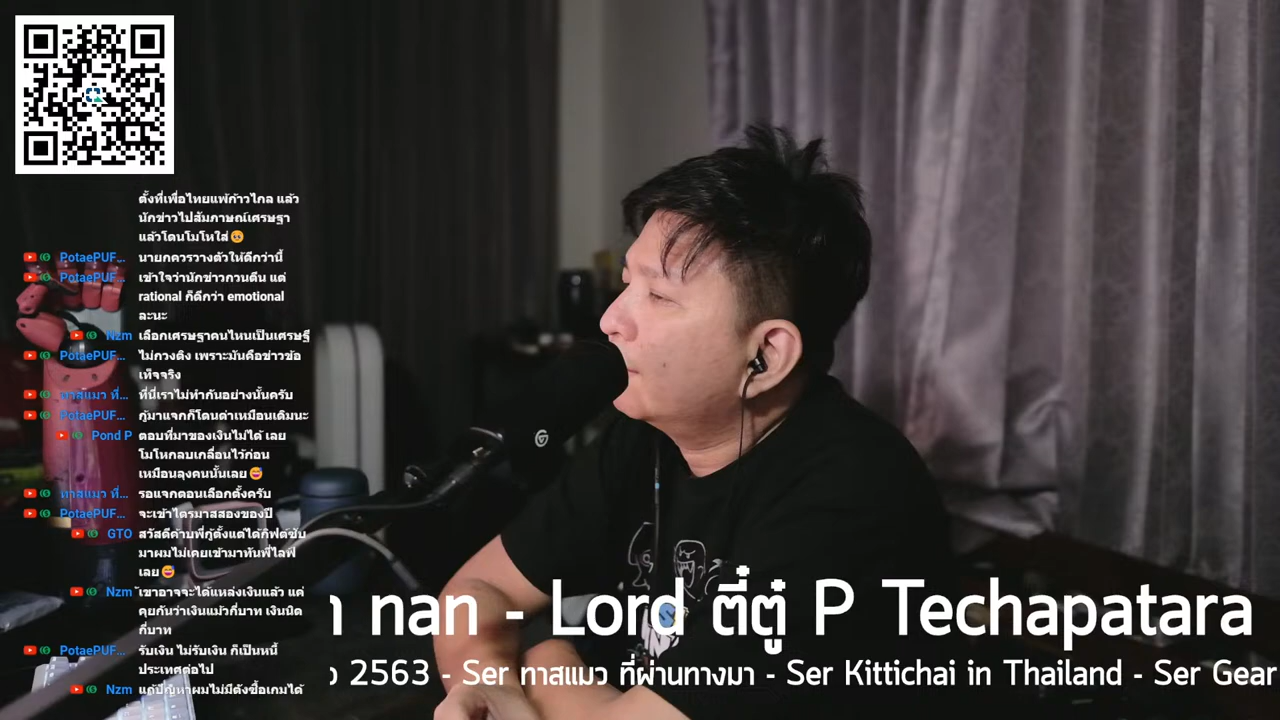 ตั้งที่เพื่อไทยแพ้ก้าวไกล แล้ว
นักข่าวไปสัมภาษณ์เศรษฐา
แล้วโดนโมโหใส่
PotaePUF... นายกควรวางตัวให้ดีกว่านี้
PotaePUF... เข้าใจว่านักข่าวกวนตีน แต่
rational ก็ดีกว่า emotional
ละนะ
Nzm เลือกเศรษฐาคนไหนเป็นเศรษฐี
PotaePUF... ไม่กวงติง เพราะมันคือข่าวข้อ
เท็จจริง
ทาสแมว ที่... ที่นี่เราไม่ทำกันอย่างนั้นครับ
PotaePUF... กู้มาแจกก็โดนด่าเหมือนเดิมนะ
Pond P ตอบที่มาของเงินไม่ได้ เลย
โมโหกลบเกลื่อนไว้ก่อน
เหมือนลุงคนนั้นเลย
ทาสแมว ที่... รอแจกตอนเลือกตั้งครับ
PotaePUF... จะเข้าไตรมาสสองของปี
GTO สวัสดีค้าบพี่กู๊ตั้งแต่ได้กิฟต์ซับ
มาผมไม่เคยเข้ามาทันพี่ไลฟ์
เลย
Nzm เขาอาจจะได้แหล่งเงินแล้ว แค่
คุยกันว่าเงินแม้วกี่บาท เงินนิด
กี่บาท
PotaePUF... รับเงิน ไม่รับเงิน ก็เป็นหนี้
ประเทศต่อไป
Nzm แก้ปัญหาผมไม่มีตังซื้อเกมได้
nan - Lord ตี๋ตู๋ P Techapatara
2563 - Ser ทาสแมว ที่ผ่านทางมา - Ser Kittichai in Thailand - Ser Gear